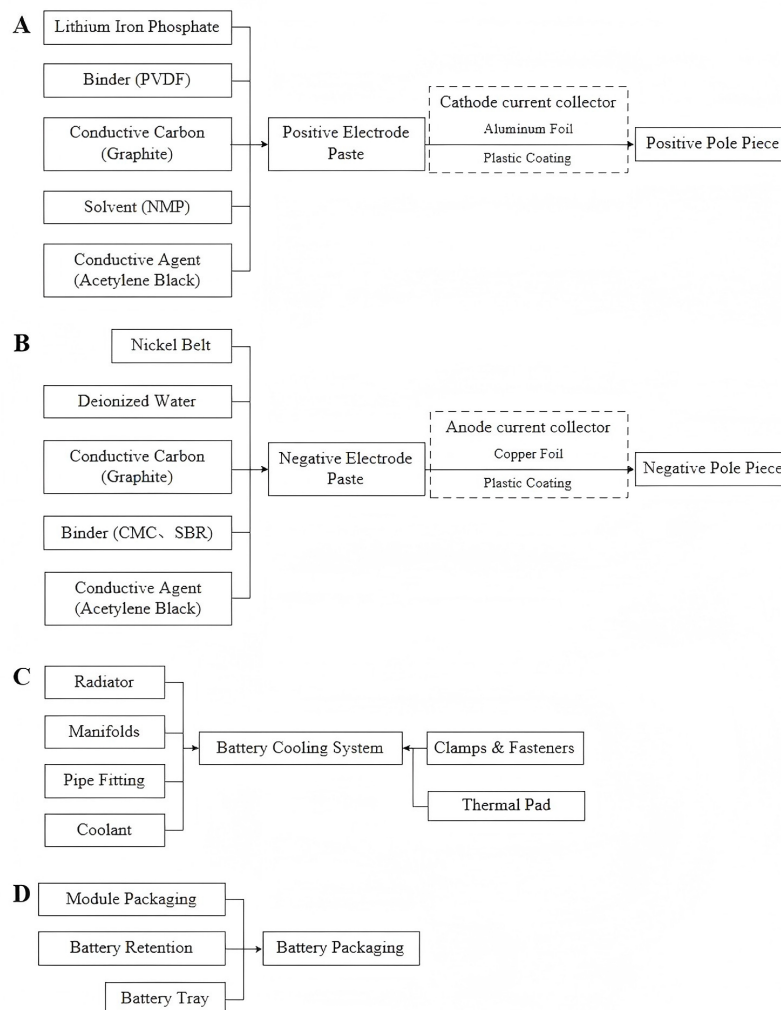 A
Lithium Iron Phosphate
Binder (PVDF)
Conductive Carbon
(Graphite)
Solvent (NMP)
Conductive Agent
(Acetylene Black)
Positive Electrode
Paste
Cathode current collector
Aluminum Foil
Plastic Coating
Positive Pole Piece
B
Nickel Belt
Deionized Water
Conductive Carbon
(Graphite)
Binder (CMC、SBR)
Conductive Agent
(Acetylene Black)
Negative Electrode
Paste
Anode current collector
Copper Foil
Plastic Coating
Negative Pole Piece
C
Radiator
Manifolds
Pipe Fitting
Coolant
Battery Cooling System
Clamps & Fasteners
Thermal Pad
D
Module Packaging
Battery Retention
Battery Tray
Battery Packaging